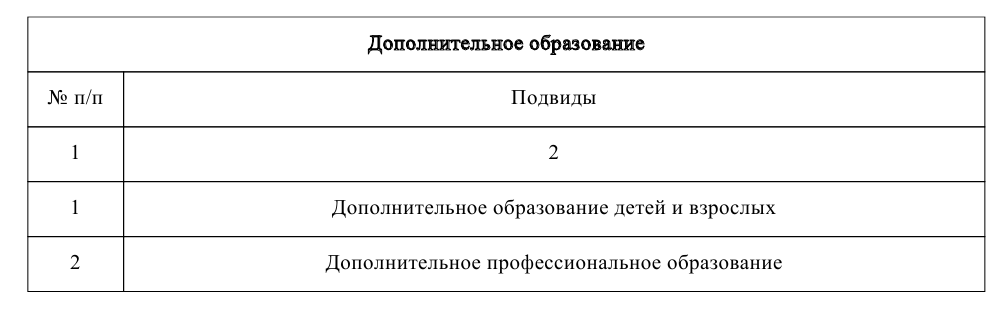 Дополнительное образование
№ п/п Подвиды
1 2
1 Дополнительное образование детей и взрослых
2 Дополнительное профессиональное образование